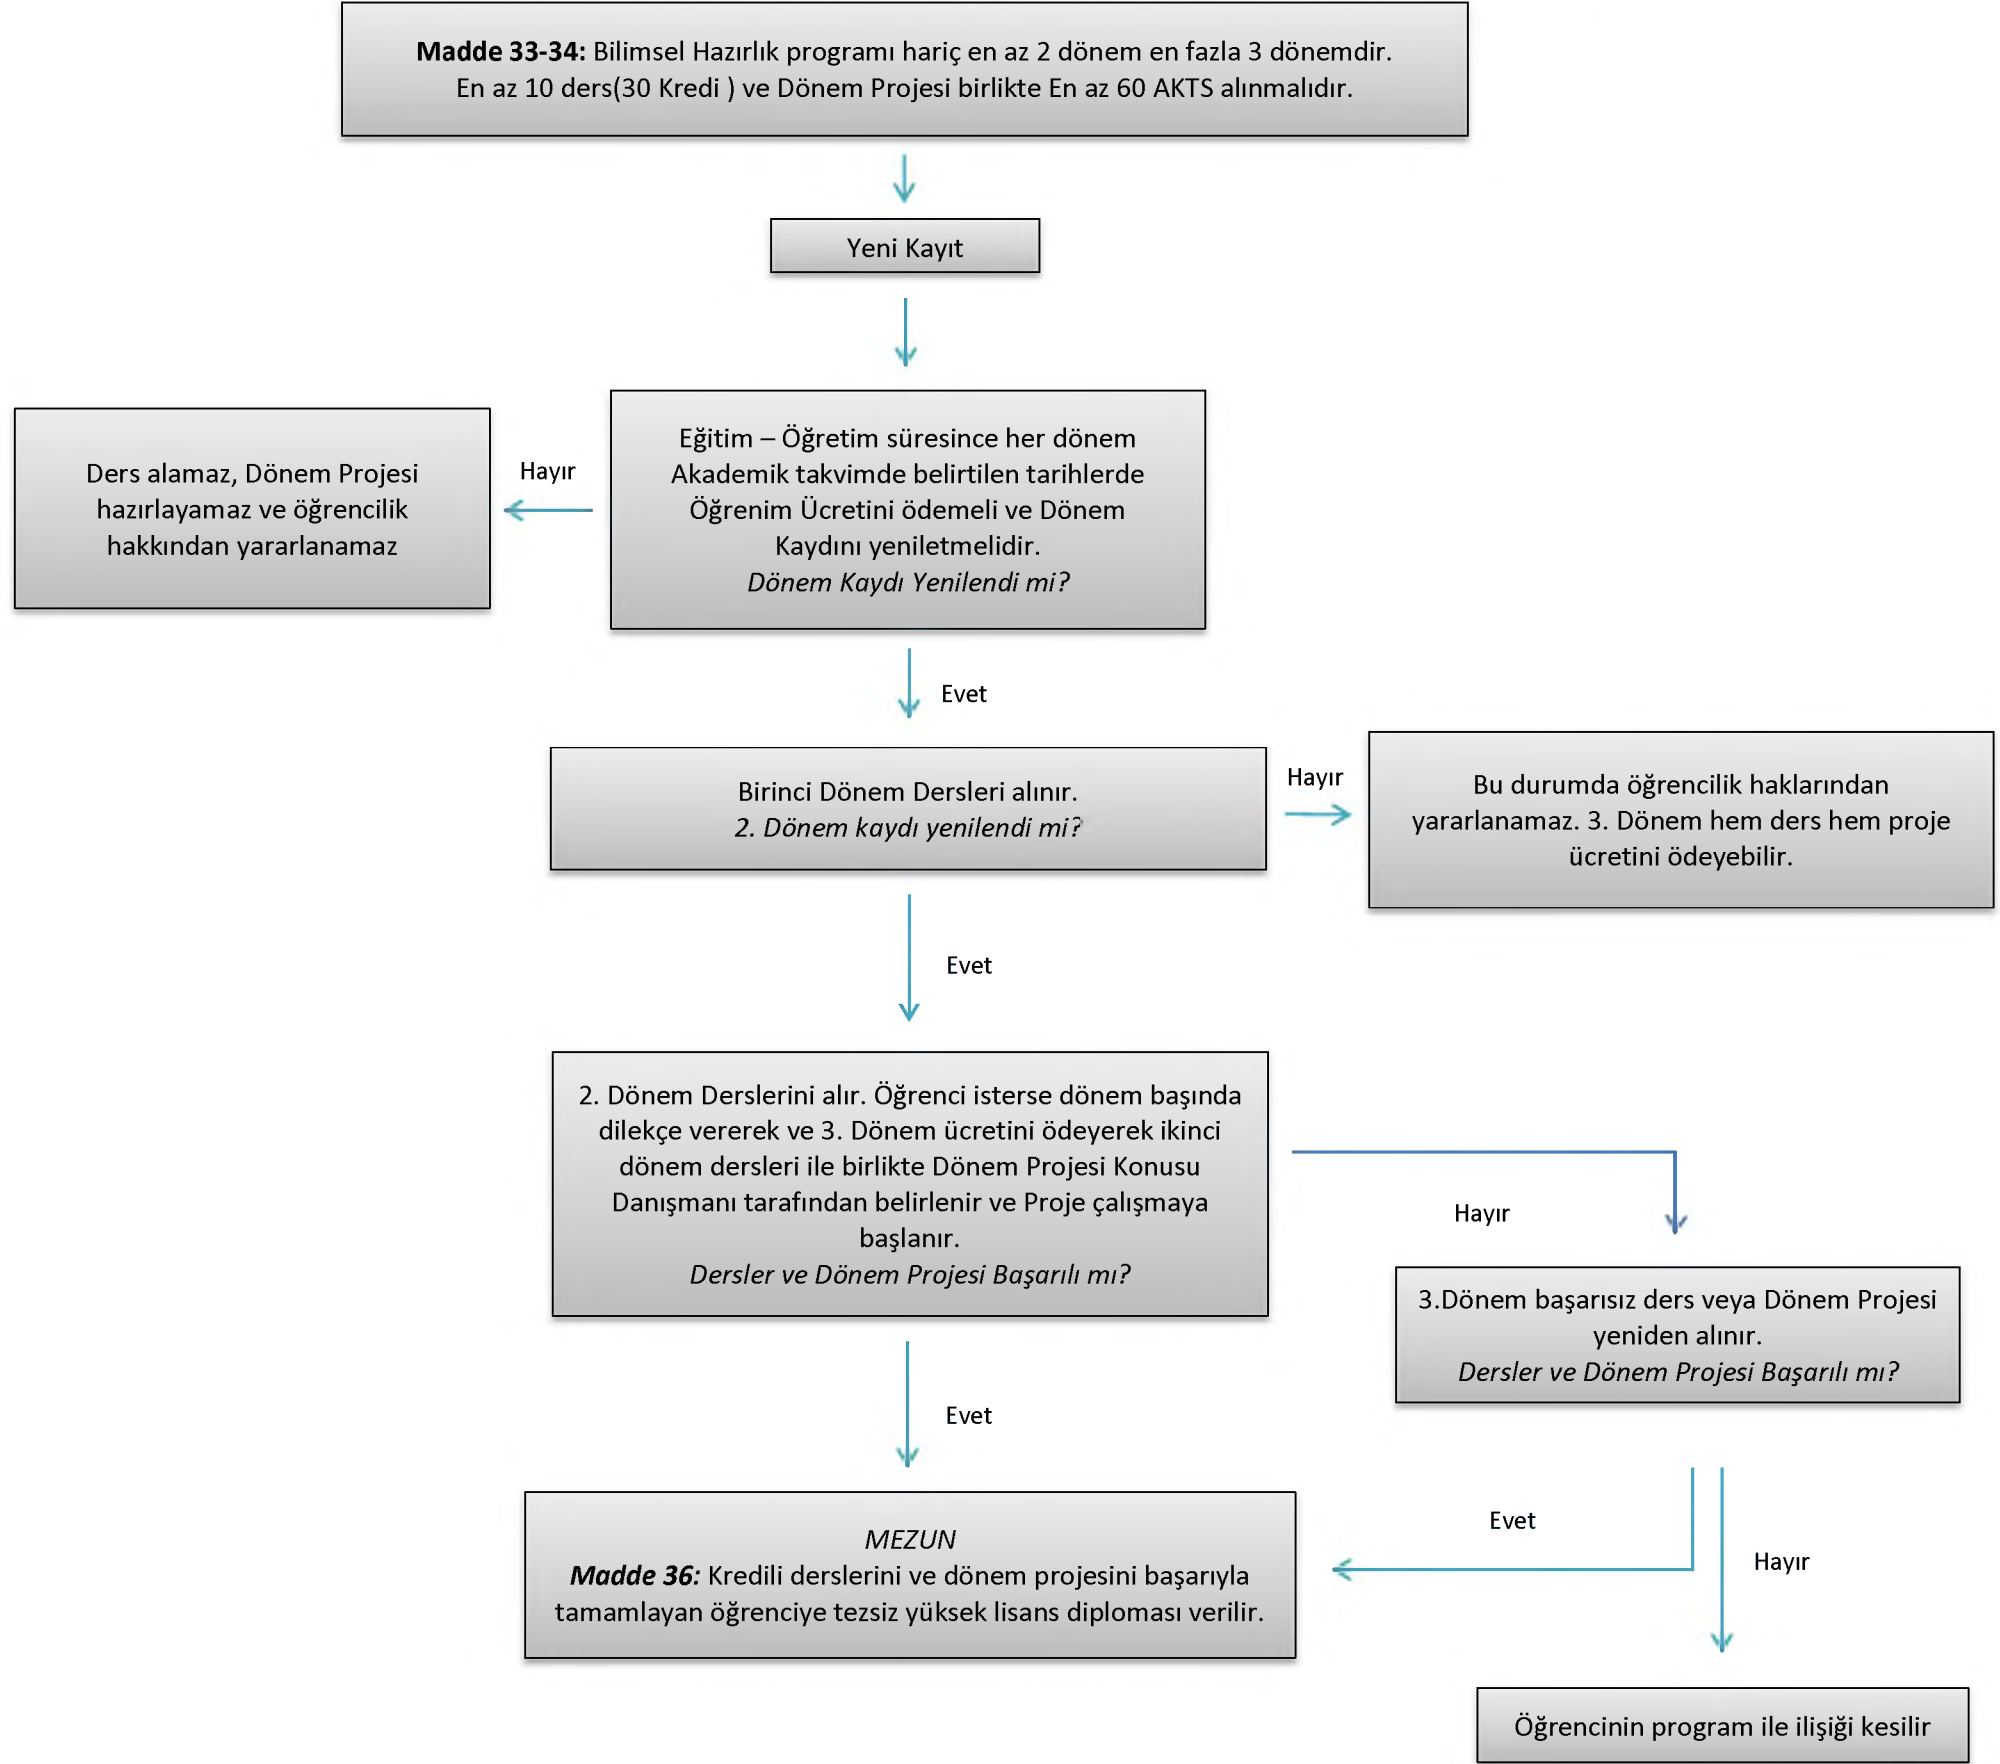 Madde 33-34: Bilimsel Hazırlık programı hariç en az 2 dönem en fazla 3 dönemdir.
En az 10 ders(30 Kredi ) ve Dönem Projesi birlikte En az 60 AKTS alınmalıdır.
Yeni Kayıt
Eğitim – Öğretim süresince her dönem
Akademik takvimde belirtilen tarihlerde
Öğrenim Ücretini ödemeli ve Dönem
Kaydını yeniletmelidir.
Dönem Kaydı Yenilendi mi?
Hayır
Ders alamaz, Dönem Projesi
hazırlayamaz ve öğrencilik
hakkından yararlanamaz
Evet
Birinci Dönem Dersleri alınır.
2. Dönem kaydı yenilendi mi?
Hayır
Bu durumda öğrencilik haklarından
yararlanamaz. 3. Dönem hem ders hem proje
ücretini ödeyebilir.
Evet
2. Dönem Derslerini alır. Öğrenci isterse dönem başında
dilekçe vererek ve 3. Dönem ücretini ödeyerek ikinci
dönem dersleri ile birlikte Dönem Projesi Konusu
Danışmanı tarafından belirlenir ve Proje çalışmaya
başlanır.
Dersler ve Dönem Projesi Başarılı mı?
Hayır
3.Dönem başarısız ders veya Dönem Projesi
yeniden alınır.
Dersler ve Dönem Projesi Başarılı mı?
Evet
Evet
Hayır
MEZUN
Madde 36: Kredili derslerini ve dönem projesini başarıyla
tamamlayan öğrenciye tezsiz yüksek lisans diploması verilir.
Öğrencinin program ile ilişiği kesilir